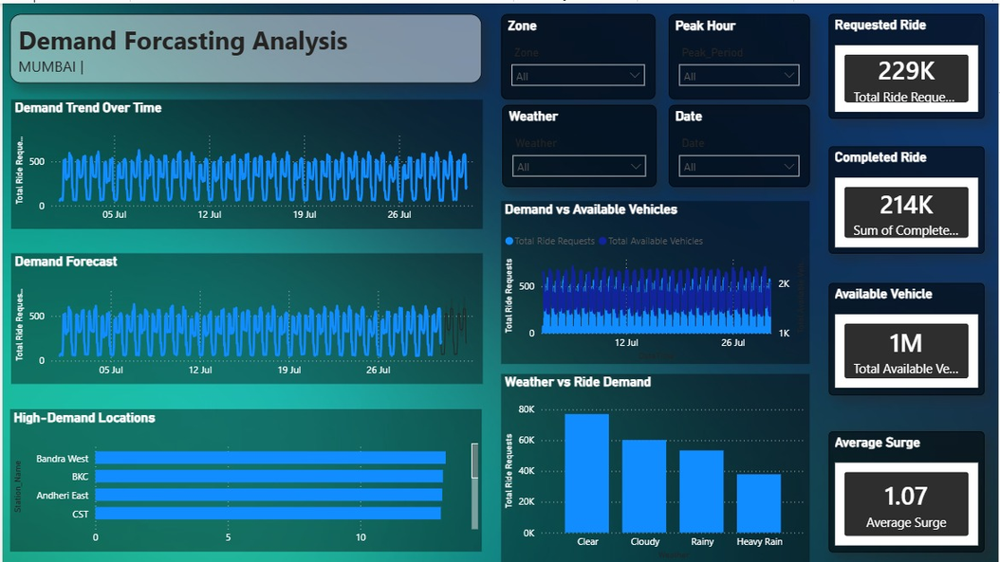 Demand Forcasting Analysis
MUMBAI |
Demand Trend Over Time
Total Ride Reque...
500
0
05 Jul
12 Jul
19 Jul
26 Jul
Demand Forecast
Total Ride Reques...
500
0
05 Jul
12 Jul
19 Jul
26 Jul
High-Demand Locations
Station_Name
Bandra West
BKC
Andheri East
CST
0
5
10
Zone
Zone
All
Peak Hour
Peak_Period
All
Weather
Weather
All
Date
Date
All
Demand vs Available Vehicles
Total Ride Requests
Total Available Vehicles
Total Ride Requests
500
0
2K
1K
12 Jul
26 Jul
Weather vs Ride Demand
Total Ride Requests
80K
60K
40K
20K
0K
Clear
Cloudy
Rainy
Heavy Rain
Requested Ride
229K
Total Ride Reque...
Completed Ride
214K
Sum of Complete...
Available Vehicle
1M
Total Available Ve...
Average Surge
1.07
Average Surge